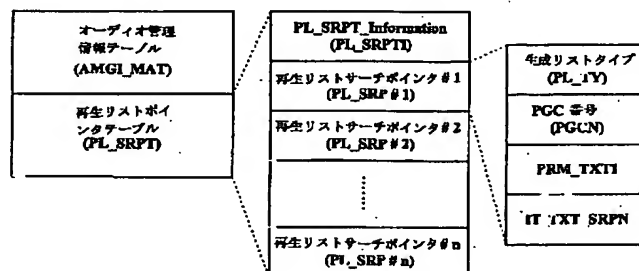 オーディオ管理
情報テーブル
(AMGI_MAT)
再生リストポイ
ンタテーブル
(PL_SRPT)
PL_SRPT_Information
(PL_SRPTI)
再生リストサーチポインタ#1
(PL_SRP#1)
再生リストサーチポインタ#2
(PL_SRP#2)
再生リストサーチポインタ#n
(PL_SRP#n)
生成リストタイプ
(PL_TY)
PGC 番号
(PGCN)
PRM_TXTI
IT_TXT_SRPN